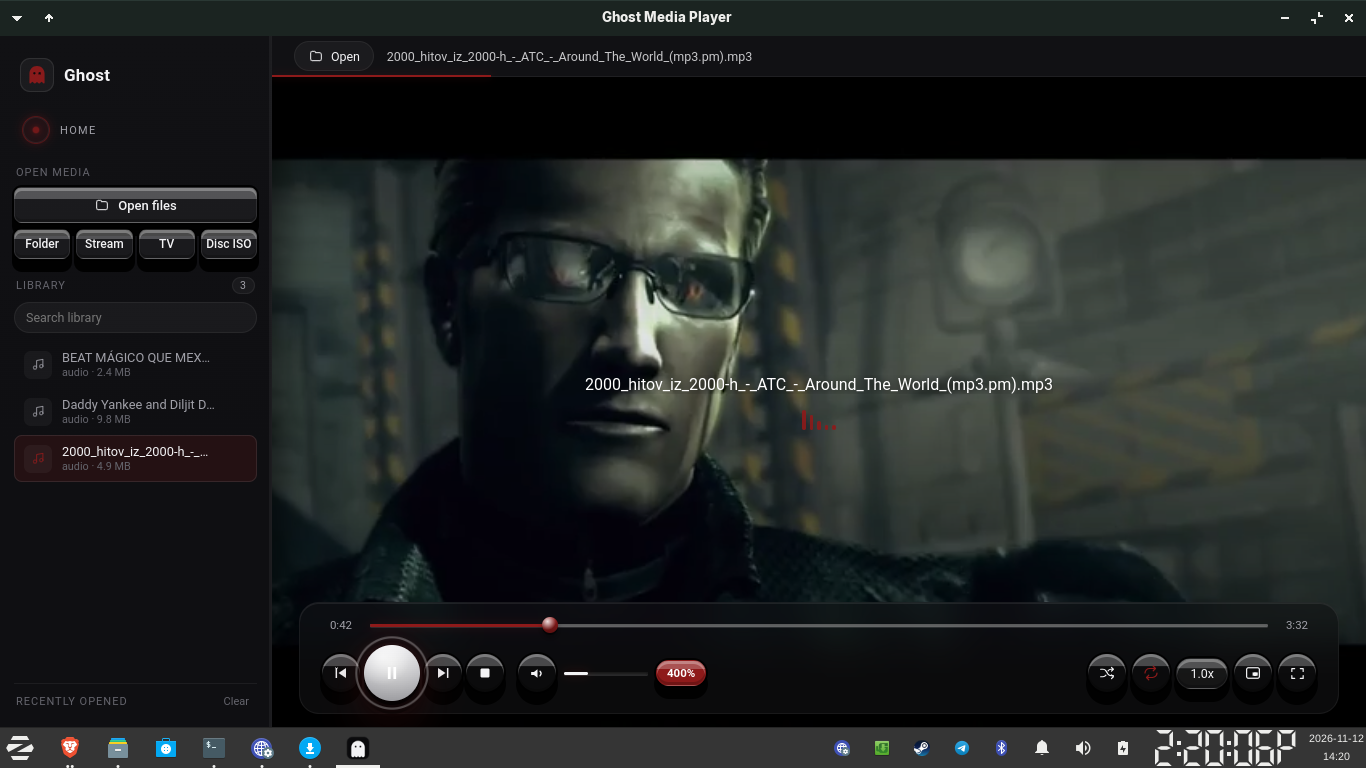 Ghost Media Player
Ghost
HOME
OPEN MEDIA
Open files
Folder
Stream
TV
Disc ISO
LIBRARY
3
Search library
BEAT MÁGICO QUE MEX...
audio · 2.4 MB
Daddy Yankee and Diljit D...
audio · 9.8 MB
2000_hitov_iz_2000-h_-_...
audio · 4.9 MB
RECENTLY OPENED
Clear
Open
2000_hitov_iz_2000-h_-_ATC_-_Around_The_World_(mp3.pm).mp3
2000_hitov_iz_2000-h_-_ATC_-_Around_The_World_(mp3.pm).mp3
0:42
3:32
400%
1.0x
$-
2:20:06P
2026-11-12
14:20